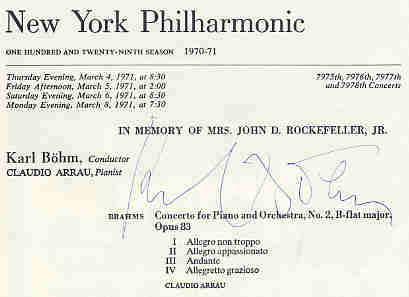 New York Philharmonic
ONE HUNDRED AND TWENTY-NINTH SEASON 1970-71
Thursday Evening, March 4, 1971, at 8:30
Friday Afternoon, March 5, 1971, at 2:00
Saturday Evening, March 6, 1971, at 8:30
Monday Evening, March 8, 1971, at 7:30
7975th, 7976th, 7977th
and 7978th Concerts
IN MEMORY OF MRS. JOHN D. ROCKEFELLER, JR.
Karl Böhm, Conductor
CLAUDIO ARRAU, Pianist
Karl Böhm
BRAHMS Concerto for Piano and Orchestra, No. 2, B-flat major,
Opus 83
I Allegro non troppo
II Allegro appassionato
III Andante
IV Allegretto grazioso
CLAUDIO ARRAU